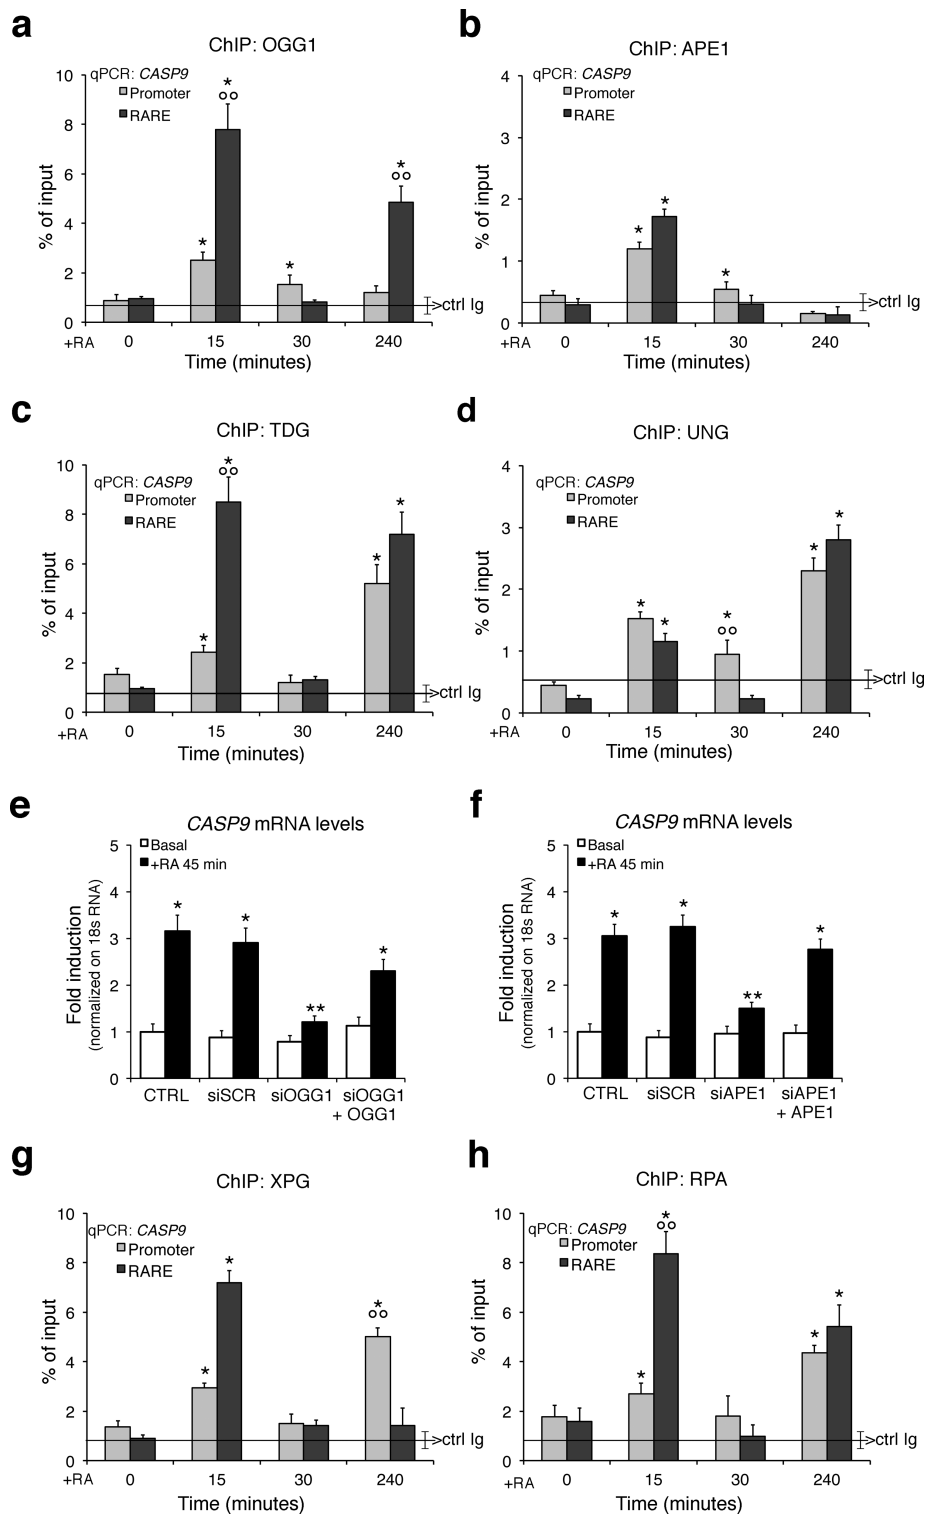 a
ChIP: OGG1
qPCR: CASP9
Promoter
RARE
% of input
10
8
6
4
2
0
* *
°° °°
* *
>ctrl Ig
+RA 0 15 30 240
Time (minutes)
b
ChIP: APE1
qPCR: CASP9
Promoter
RARE
% of input
4
3
2
1
0
* * *
>ctrl Ig
+RA 0 15 30 240
Time (minutes)
c
ChIP: TDG
qPCR: CASP9
Promoter
RARE
% of input
10
8
6
4
2
0
*
°°
* * *
>ctrl Ig
+RA 0 15 30 240
Time (minutes)
d
ChIP: UNG
qPCR: CASP9
Promoter
RARE
% of input
4
3
2
1
0
* * * * *
°°
>ctrl Ig
+RA 0 15 30 240
Time (minutes)
e
CASP9 mRNA levels
Basal
+RA 45 min
Fold induction
(normalized on 18s RNA)
5
4
3
2
1
0
* * ** *
CTRL siSCR siOGG1 siOGG1
+ OGG1
f
CASP9 mRNA levels
Basal
+RA 45 min
Fold induction
(normalized on 18s RNA)
5
4
3
2
1
0
* * ** *
CTRL siSCR siAPE1 siAPE1
+ APE1
g
ChIP: XPG
qPCR: CASP9
Promoter
RARE
% of input
10
8
6
4
2
0
* * *
°°
>ctrl Ig
+RA 0 15 30 240
Time (minutes)
h
ChIP: RPA
qPCR: CASP9
Promoter
RARE
% of input
10
8
6
4
2
0
*
°°
* * *
>ctrl Ig
+RA 0 15 30 240
Time (minutes)